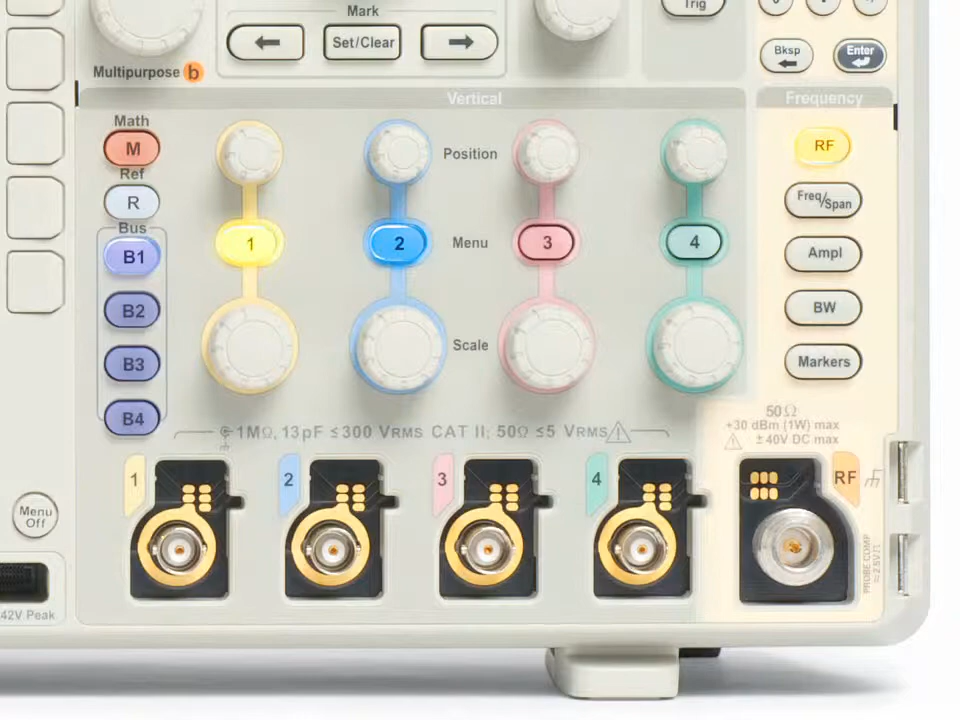 Mark
Trig
Set/Clear
Bksp
Enter
Multipurpose b
Vertical
Frequency
Math
M
Position
RF
Ref
R
Freq/Span
Bus
B1
1
2
Menu
3
4
Ampl
B2
BW
B3
Scale
Markers
B4
1MΩ, 13pF ≤300 VRMS CAT II; 50Ω ≤5 VRMS
50Ω
+30 dBm (1W) max
± 40V DC max
1
2
3
4
RF
Menu
Off
PROBE COMP
42V Peak